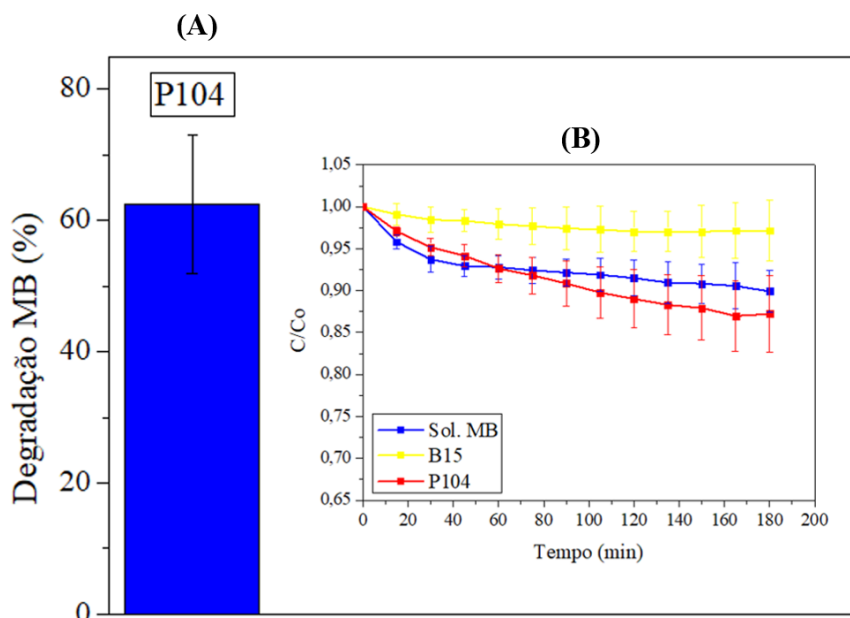 (A)
P104
Degradação MB (%)
80
60
40
20
0
(B)
C/Co
1,05
1,00
0,95
0,90
0,85
0,80
0,75
0,70
0,65
Sol. MB
B15
P104
0 20 40 60 80 100 120 140 160 180 200
Tempo (min)